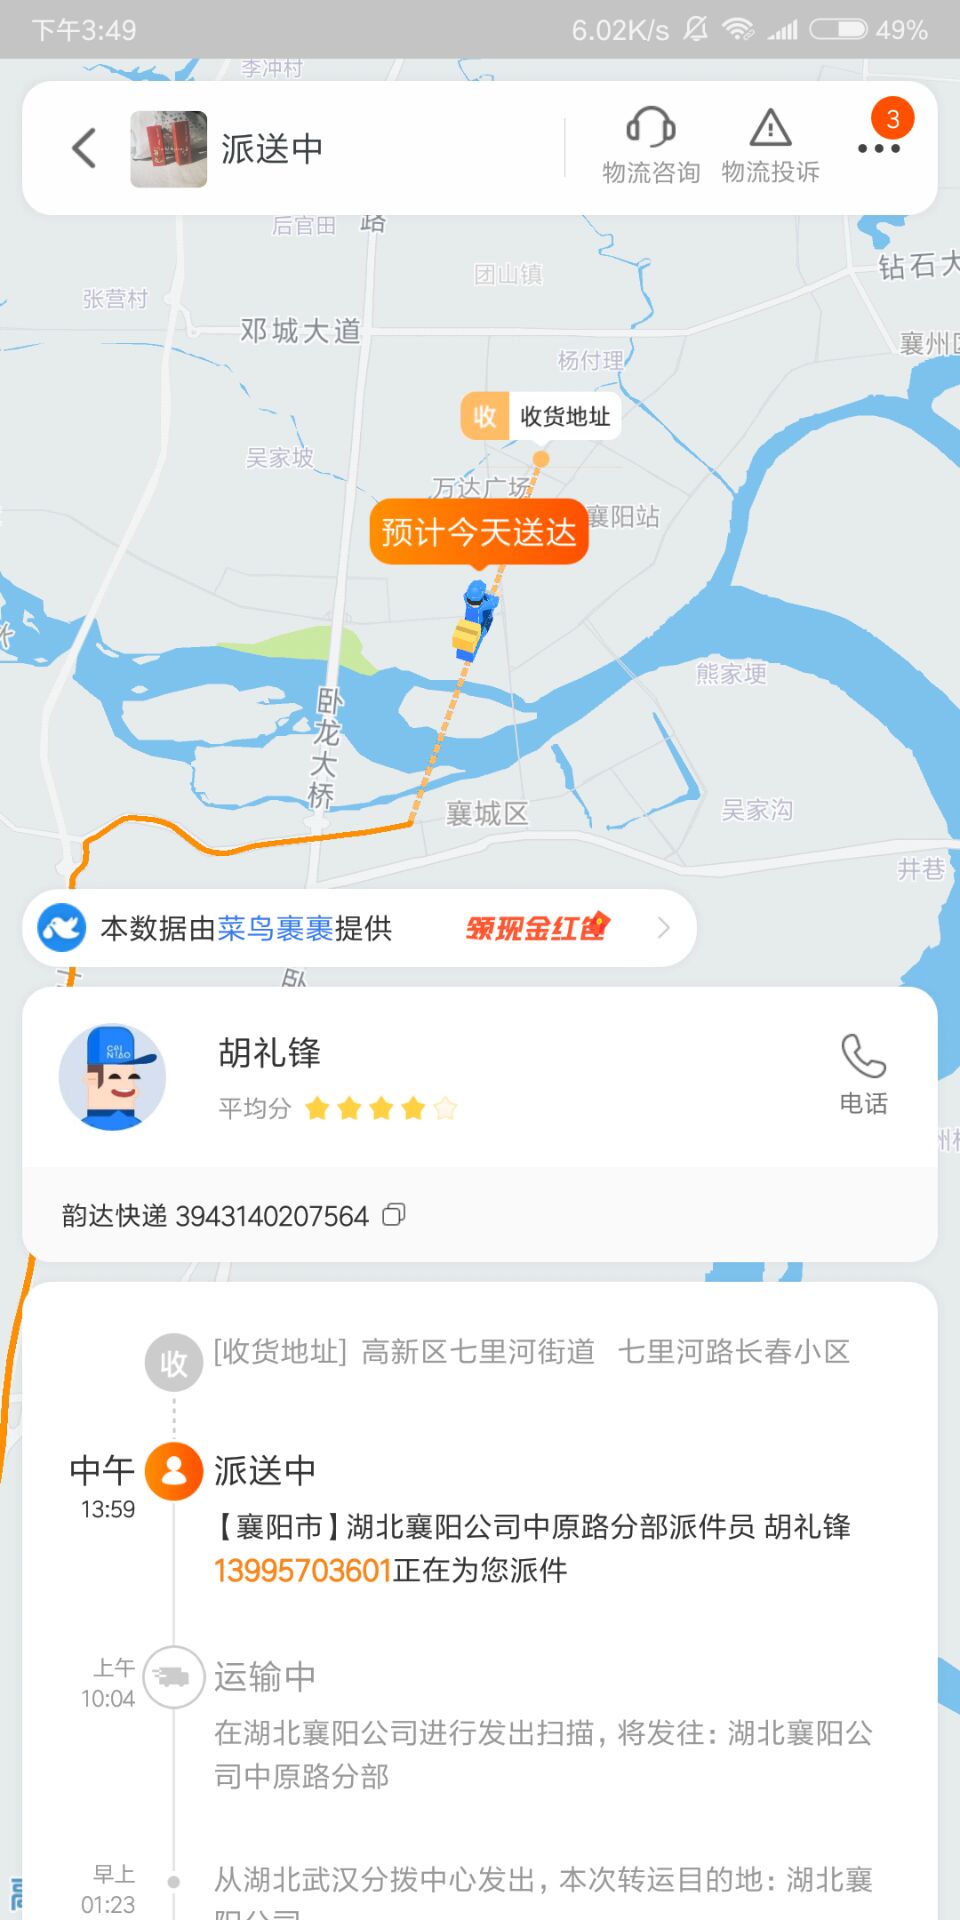 下午3:49
6.02K/s
49%
李冲村
派送中
物流咨询
物流投诉
3
后官田
路
团山镇
钻石大
张营村
邓城大道
襄州区
杨付理
收 收货地址
吴家坡
万达广场
襄阳站
预计今天送达
熊家埂
卧龙大桥
襄城区
吴家沟
井巷
本数据由菜鸟裹裹提供
领现金红包
卧
胡礼锋
平均分
电话
韵达快递 3943140207564
收
[收货地址] 高新区七里河街道 七里河路长春小区
中午
13:59
派送中
【襄阳市】湖北襄阳公司中原路分部派件员 胡礼锋
13995703601正在为您派件
上午
10:04
运输中
在湖北襄阳公司进行发出扫描，将发往：湖北襄阳公
司中原路分部
早上
01:23
从湖北武汉分拨中心发出，本次转运目的地：湖北襄
阳公司